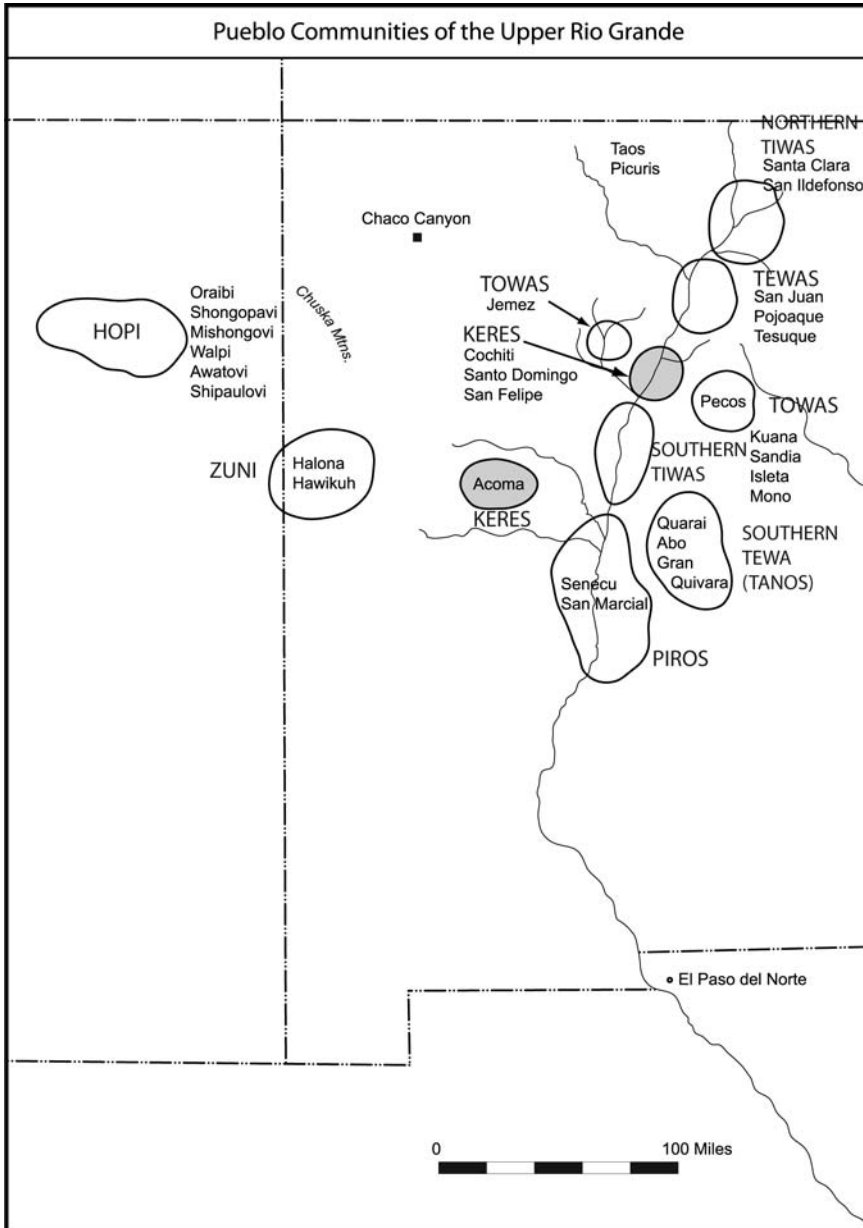 Pueblo Communities of the Upper Rio Grande
NORTHERN
TIWAS
Santa Clara
San Ildefonso
Taos
Picuris
Chaco Canyon
TOWAS
Jemez
TEWAS
San Juan
Pojoaque
Tesuque
HOPI
Oraibi
Shongopavi
Mishongovi
Walpi
Awatovi
Shipaulovi
Chuska Mtns.
KERES
Cochiti
Santo Domingo
San Felipe
Pecos
TOWAS
Kuana
Sandia
Isleta
Mono
SOUTHERN
TIWAS
ZUNI
Halona
Hawikuh
Acoma
KERES
Quarai
Abo
Gran
Quivara
SOUTHERN
TEWA
(TANOS)
Senecu
San Marcial
PIROS
El Paso del Norte
0
100 Miles